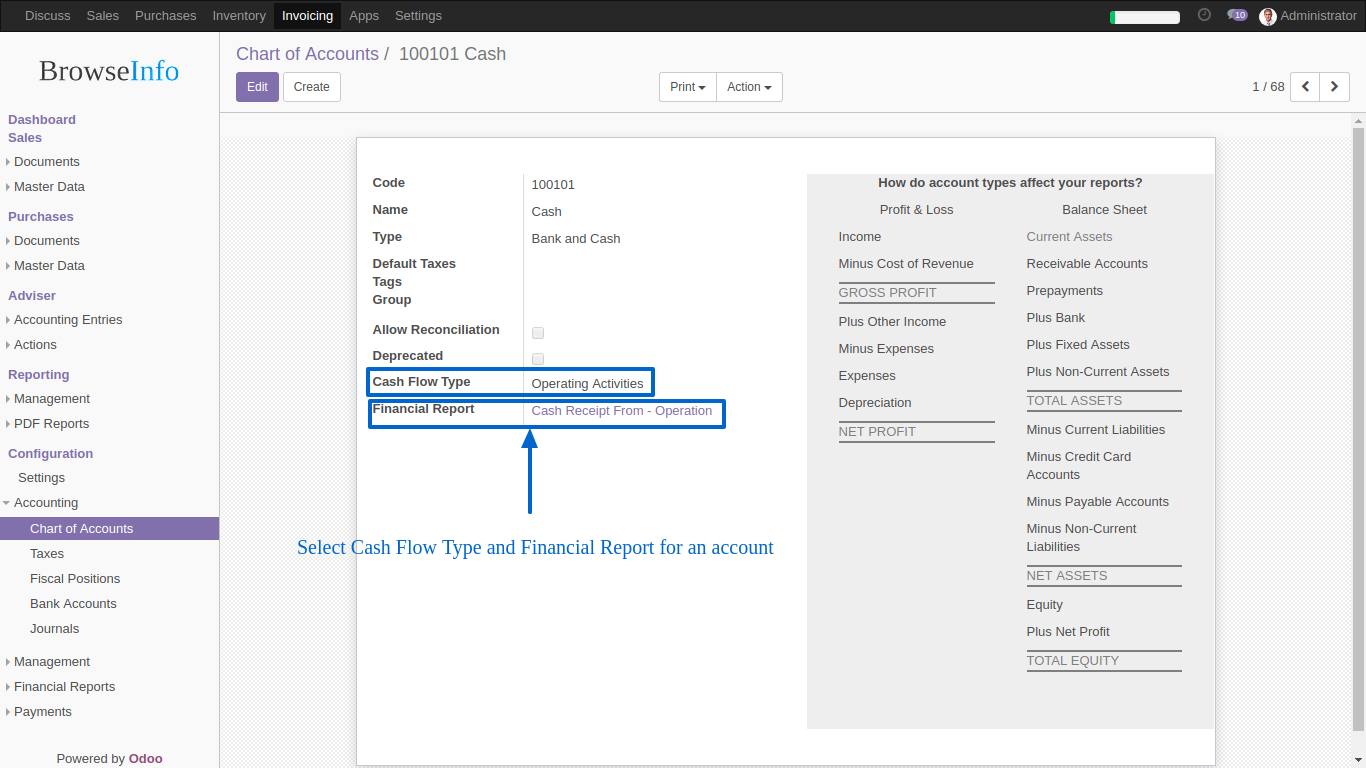 Discuss Sales Purchases Inventory Invoicing Apps Settings 10 Administrator
BrowseInfo
Dashboard
Sales
Documents
Master Data
Purchases
Documents
Master Data
Adviser
Accounting Entries
Actions
Reporting
Management
PDF Reports
Configuration
Settings
Accounting
Chart of Accounts
Taxes
Fiscal Positions
Bank Accounts
Journals
Management
Financial Reports
Payments
Powered by Odoo
Chart of Accounts / 100101 Cash
Edit Create Print Action 1 / 68
Code 100101
Name Cash
Type Bank and Cash
Default Taxes
Tags
Group
Allow Reconciliation
Deprecated
Cash Flow Type Operating Activities
Financial Report Cash Receipt From - Operation
Select Cash Flow Type and Financial Report for an account
How do account types affect your reports?
Profit & Loss
Income
Minus Cost of Revenue
GROSS PROFIT
Plus Other Income
Minus Expenses
Expenses
Depreciation
NET PROFIT
Balance Sheet
Current Assets
Receivable Accounts
Prepayments
Plus Bank
Plus Fixed Assets
Plus Non-Current Assets
TOTAL ASSETS
Minus Current Liabilities
Minus Credit Card
Accounts
Minus Payable Accounts
Minus Non-Current
Liabilities
NET ASSETS
Equity
Plus Net Profit
TOTAL EQUITY